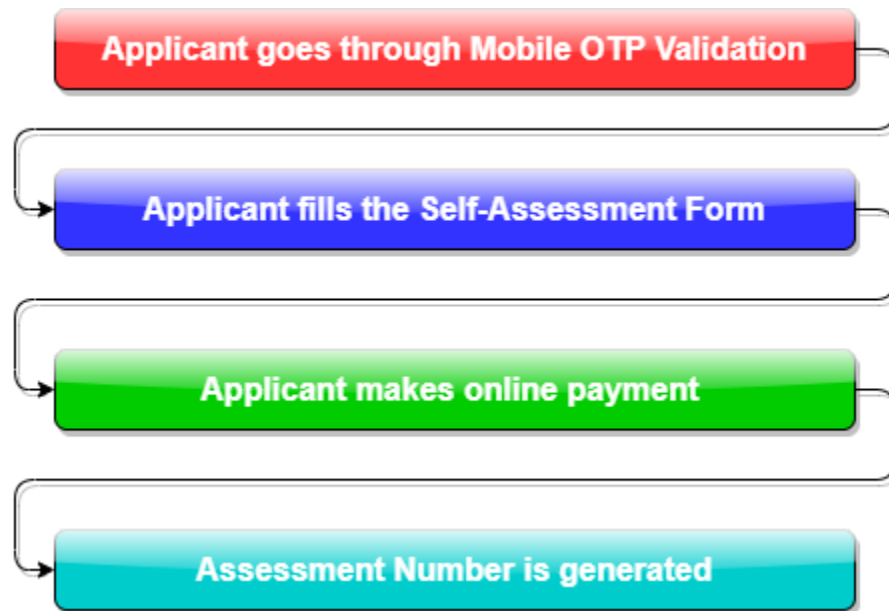 Applicant goes through Mobile OTP Validation
Applicant fills the Self-Assessment Form
Applicant makes online payment
Assessment Number is generated